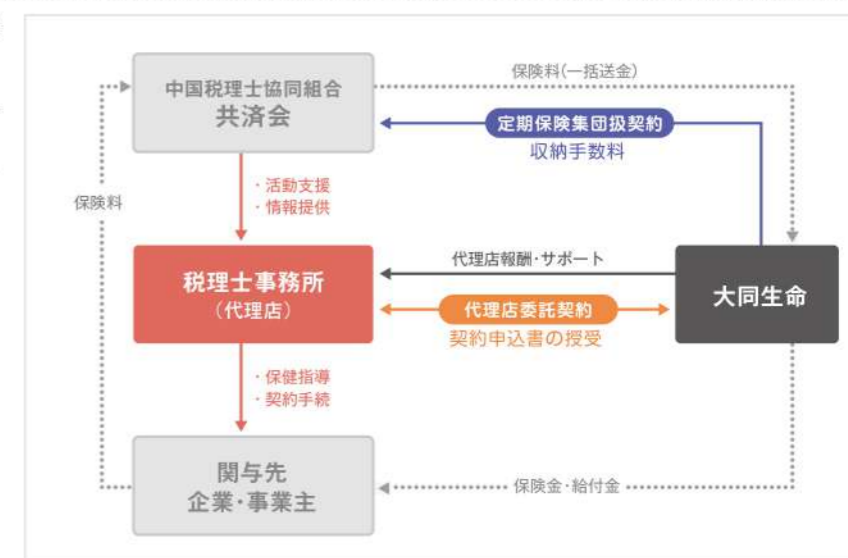 中国税理士協同組合
共済会
保険料(一括送金)
定期保険集団扱契約
収納手数料
・活動支援
・情報提供
保険料
税理士事務所
（代理店）
代理店報酬・サポート
代理店委託契約
契約申込書の授受
大同生命
・保健指導
・契約手続
関与先
企業・事業主
保険金・給付金